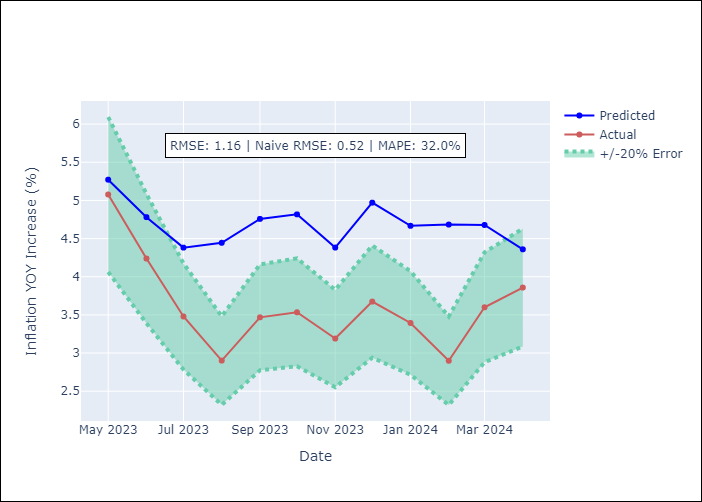 RMSE: 1.16 | Naive RMSE: 0.52 | MAPE: 32.0%
Predicted
Actual
+/-20% Error
Inflation YOY Increase (%)
6
5.5
5
4.5
4
3.5
3
2.5
May 2023 Jul 2023 Sep 2023 Nov 2023 Jan 2024 Mar 2024
Date